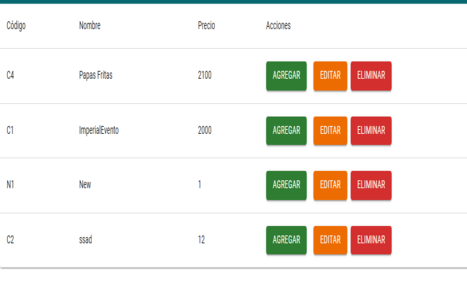 Código Nombre Precio Acciones
C4 Papas Fritas 2100 AGREGAR EDITAR ELIMINAR
C1 ImperialEvento 2000 AGREGAR EDITAR ELIMINAR
N1 New 1 AGREGAR EDITAR ELIMINAR
C2 ssad 12 AGREGAR EDITAR ELIMINAR